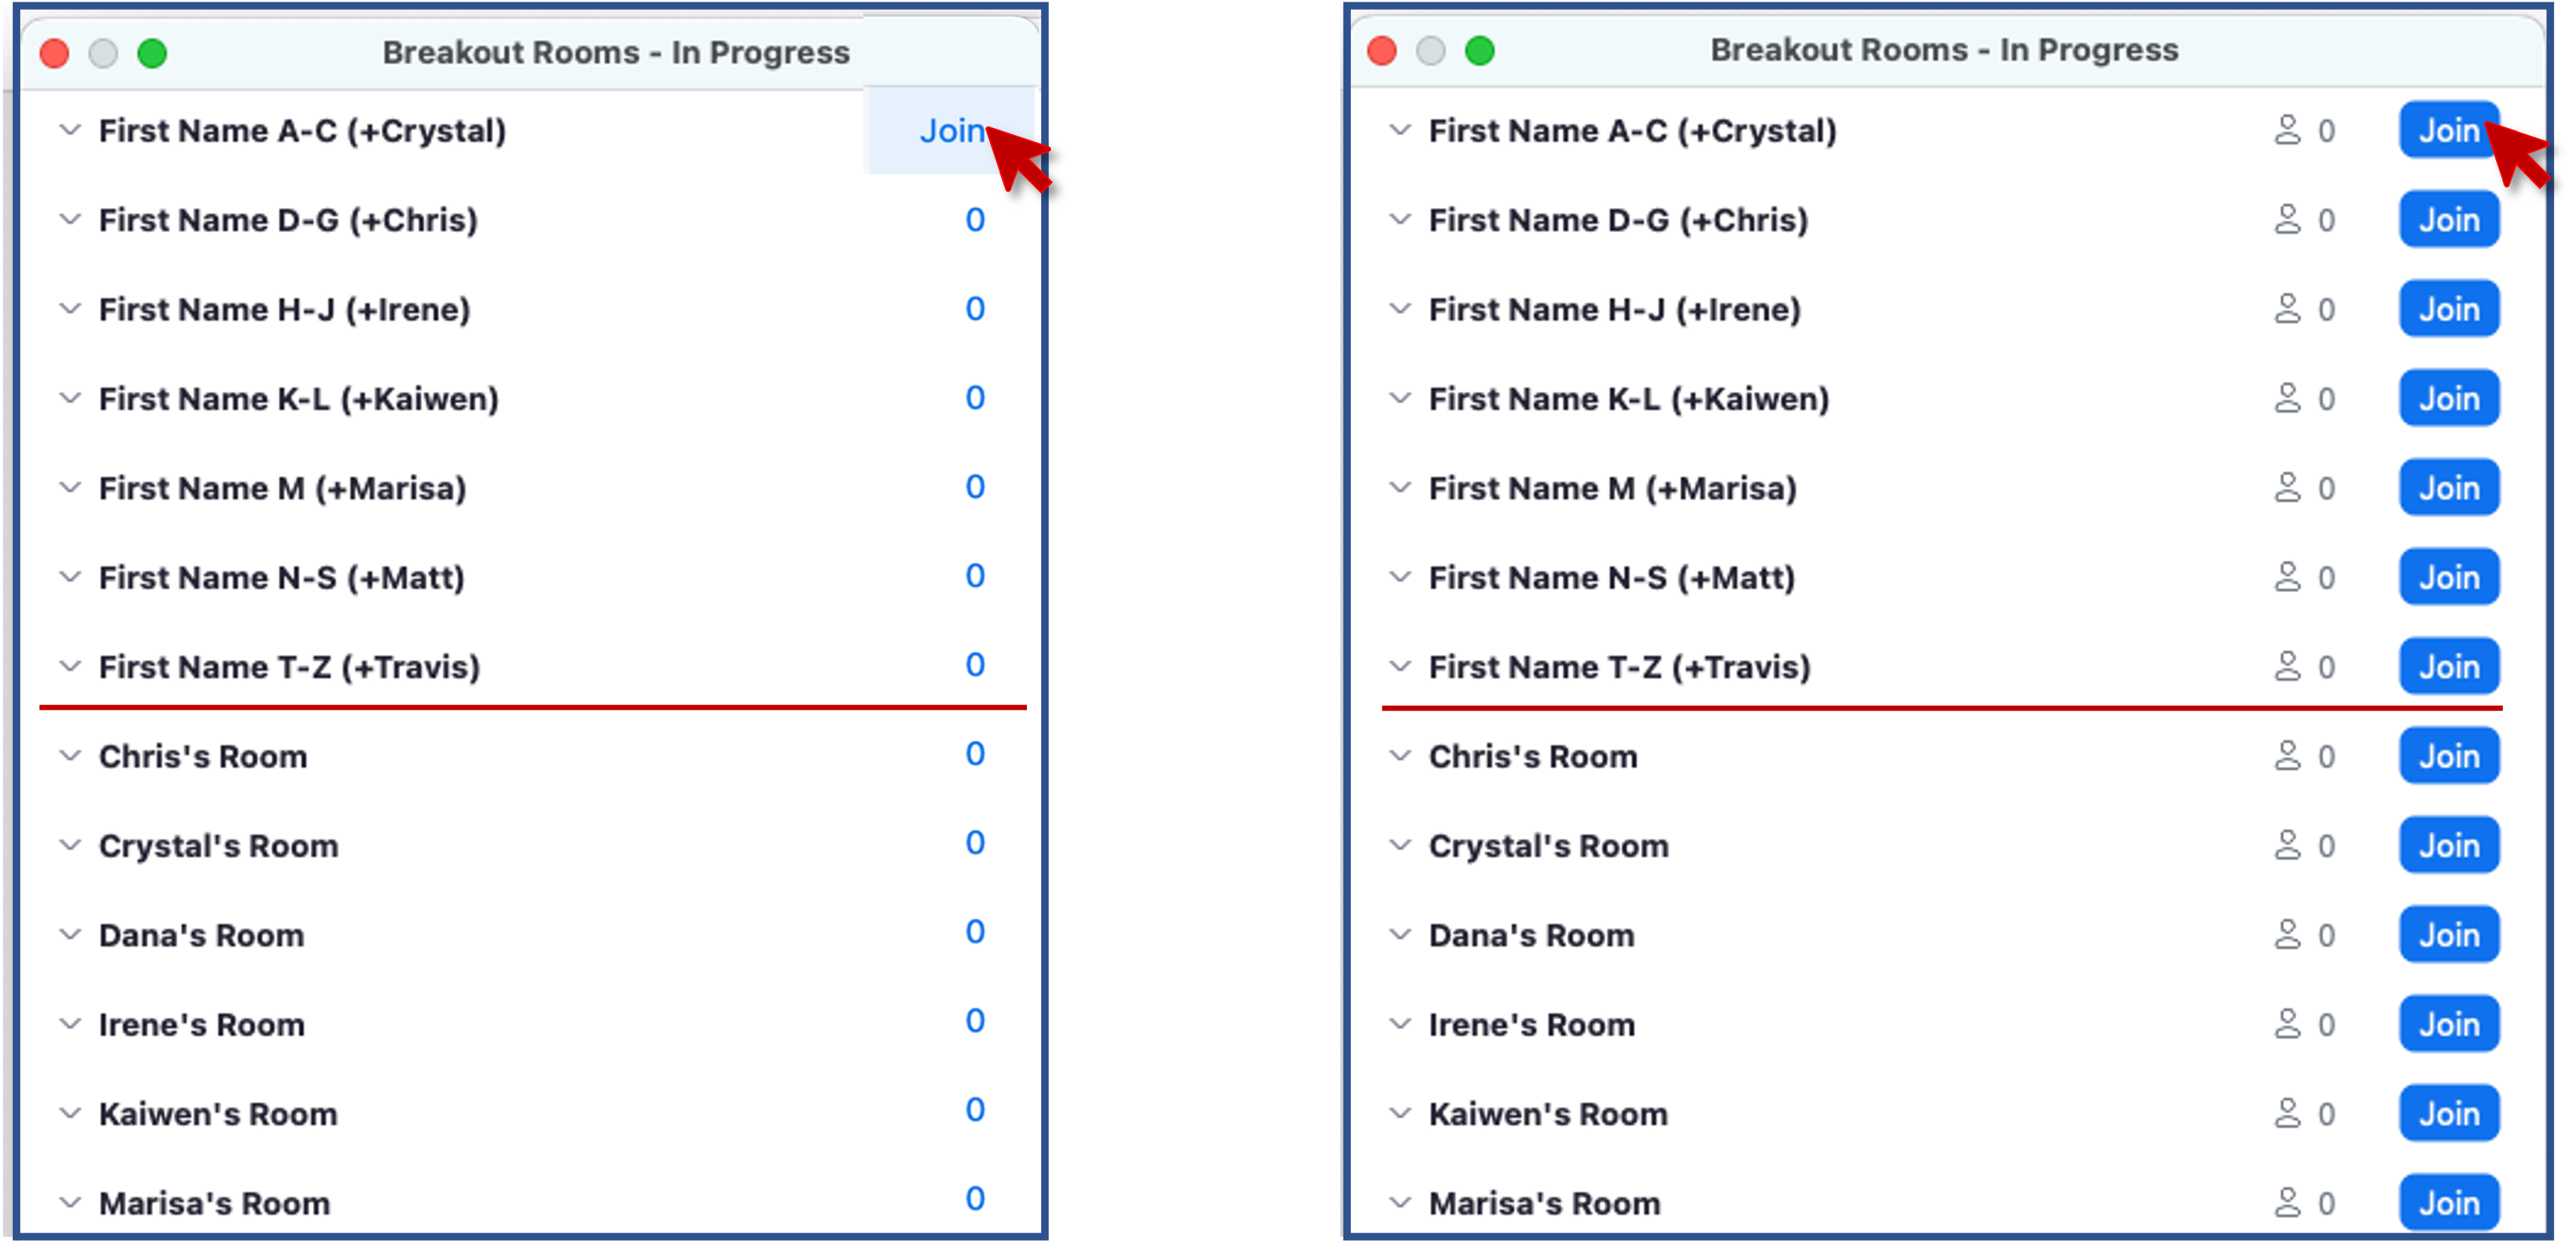 Breakout Rooms - In Progress
First Name A-C (+Crystal) Join
First Name D-G (+Chris) 0
First Name H-J (+Irene) 0
First Name K-L (+Kaiwen) 0
First Name M (+Marisa) 0
First Name N-S (+Matt) 0
First Name T-Z (+Travis) 0
Chris's Room 0
Crystal's Room 0
Dana's Room 0
Irene's Room 0
Kaiwen's Room 0
Marisa's Room 0
Breakout Rooms - In Progress
First Name A-C (+Crystal) 0 Join
First Name D-G (+Chris) 0 Join
First Name H-J (+Irene) 0 Join
First Name K-L (+Kaiwen) 0 Join
First Name M (+Marisa) 0 Join
First Name N-S (+Matt) 0 Join
First Name T-Z (+Travis) 0 Join
Chris's Room 0 Join
Crystal's Room 0 Join
Dana's Room 0 Join
Irene's Room 0 Join
Kaiwen's Room 0 Join
Marisa's Room 0 Join